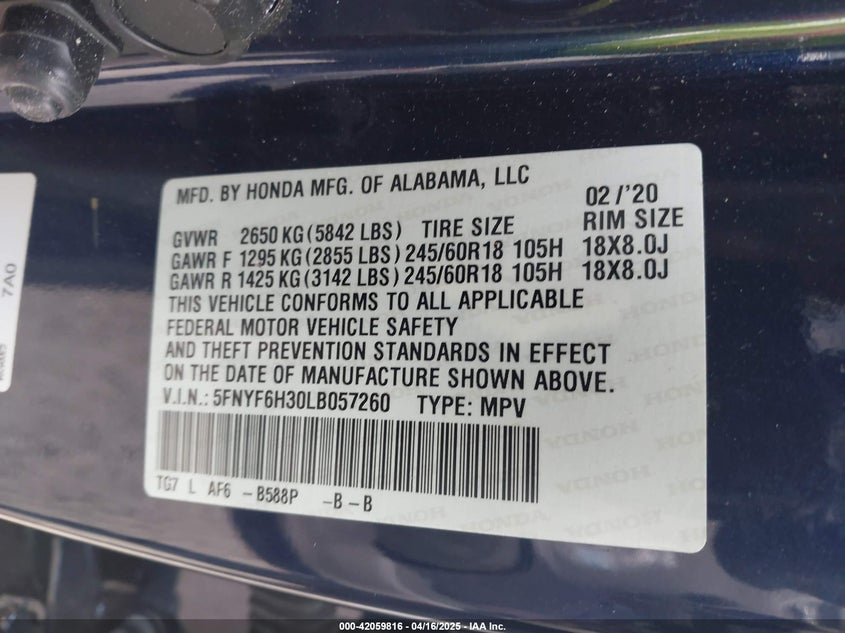 MFD. BY HONDA MFG. OF ALABAMA, LLC 02 /'20
GVWR 2650 KG (5842 LBS) TIRE SIZE RIM SIZE
GAWR F 1295 KG (2855 LBS) 245/60R18 105H 18X8.0J
GAWR R 1425 KG (3142 LBS) 245/60R18 105H 18X8.0J
THIS VEHICLE CONFORMS TO ALL APPLICABLE
FEDERAL MOTOR VEHICLE SAFETY
AND THEFT PREVENTION STANDARDS IN EFFECT
ON THE DATE OF MANUFACTURE SHOWN ABOVE.
V.I.N.: 5FNYF6H30LB057260 TYPE: MPV
TG7 L AF6 -B588P -B-B
7A0
000-42059816 - 04/16/2025 - © IAA, Inc.